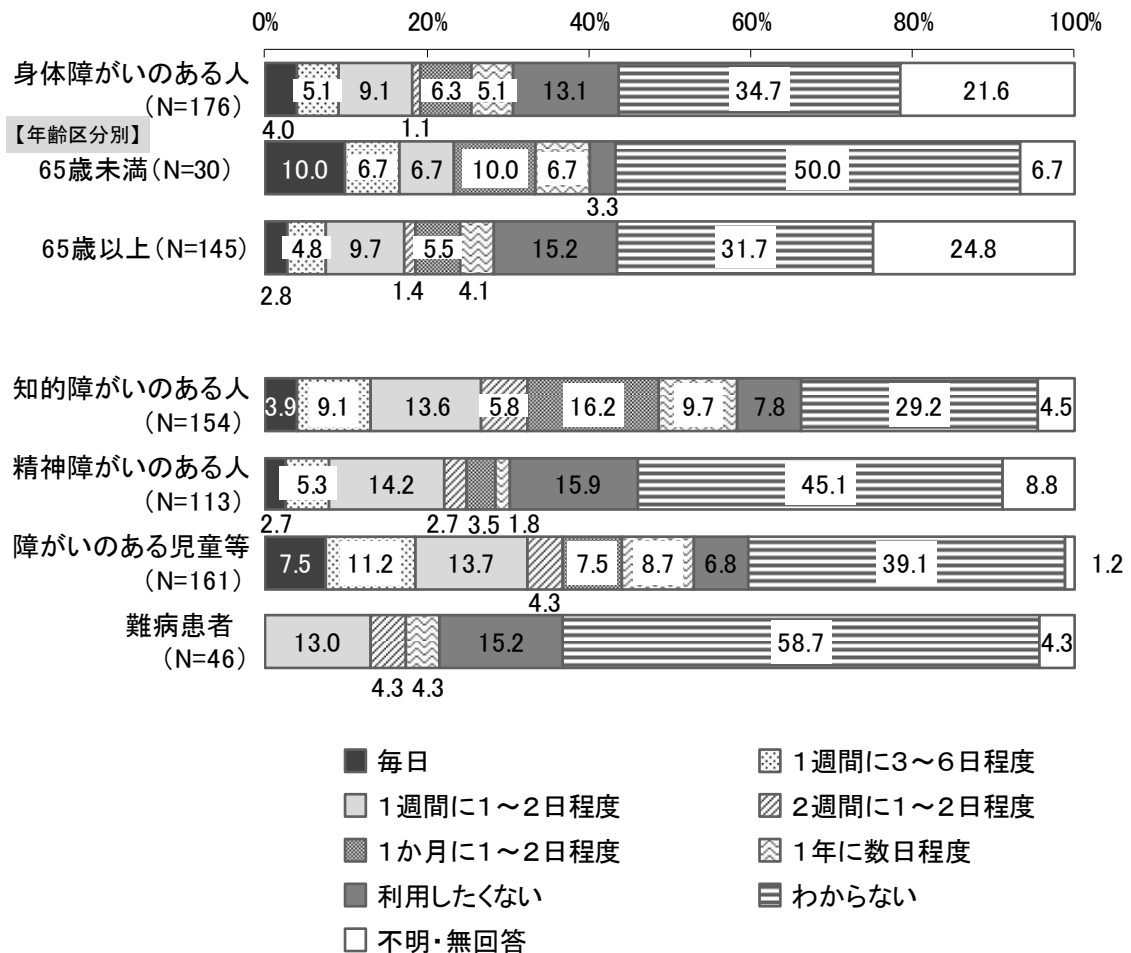 0% 20% 40% 60% 80% 100%
身体障がいのある人
(N=176)
5.1 9.1 6.3 5.1 13.1 34.7 21.6
4.0 1.1
【年齢区分別】
65歳未満(N=30)
10.0 6.7 6.7 10.0 6.7 50.0 6.7
3.3
65歳以上(N=145)
4.8 9.7 5.5 15.2 31.7 24.8
2.8 1.4 4.1
知的障がいのある人
(N=154)
3.9 9.1 13.6 5.8 16.2 9.7 7.8 29.2 4.5
精神障がいのある人
(N=113)
5.3 14.2 15.9 45.1 8.8
2.7 2.7 3.5 1.8
障がいのある児童等
(N=161)
7.5 11.2 13.7 7.5 8.7 6.8 39.1 1.2
4.3
難病患者
(N=46)
13.0 15.2 58.7 4.3
4.3 4.3
毎日 1週間に3～6日程度
1週間に1～2日程度 2週間に1～2日程度
1か月に1～2日程度 1年に数日程度
利用したくない わからない
不明・無回答